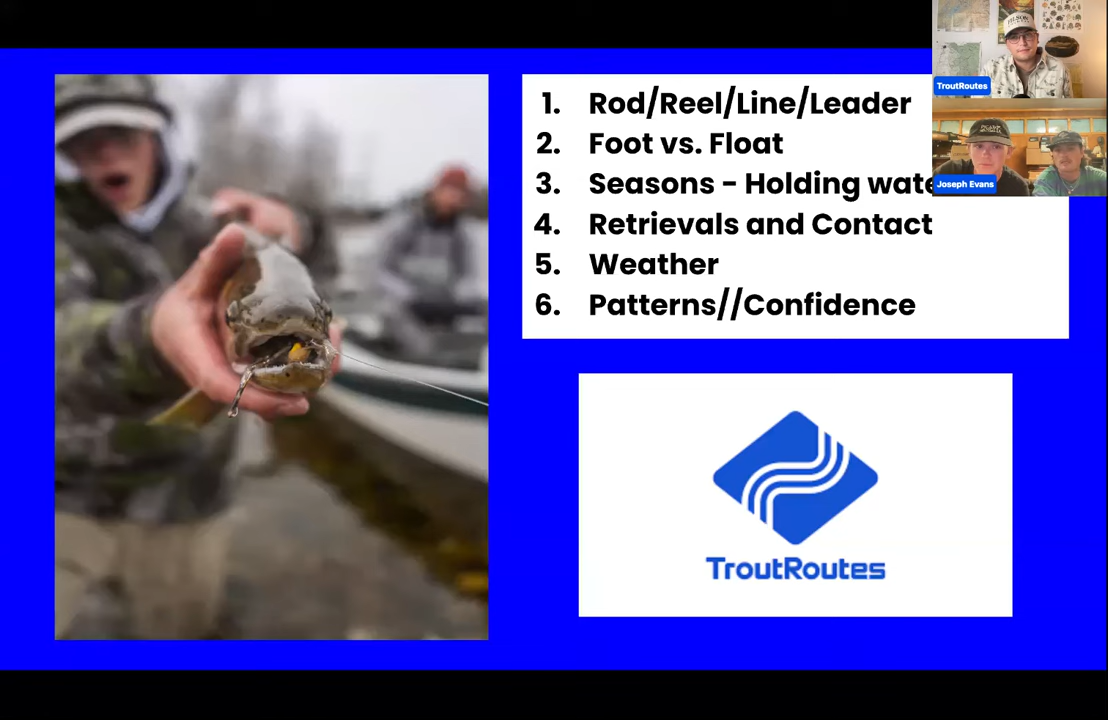 1. Rod/Reel/Line/Leader
2. Foot vs. Float
3. Seasons - Holding wate
4. Retrievals and Contact
5. Weather
6. Patterns//Confidence
TroutRoutes
TroutRoutes
Joseph Evans